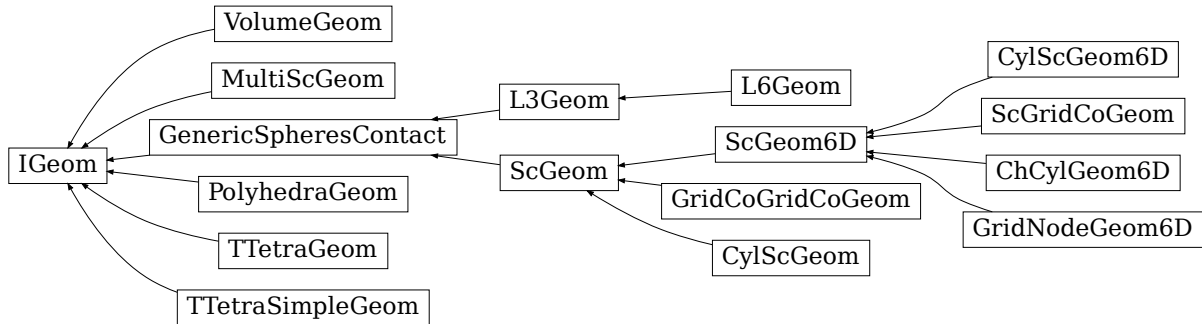 VolumeGeom
MultiScGeom
GenericSpheresContact
IGeom
PolyhedraGeom
TTetraGeom
TTetraSimpleGeom
L3Geom
L6Geom
ScGeom
ScGeom6D
GridCoGridCoGeom
CylScGeom
CylScGeom6D
ScGridCoGeom
ChCylGeom6D
GridNodeGeom6D